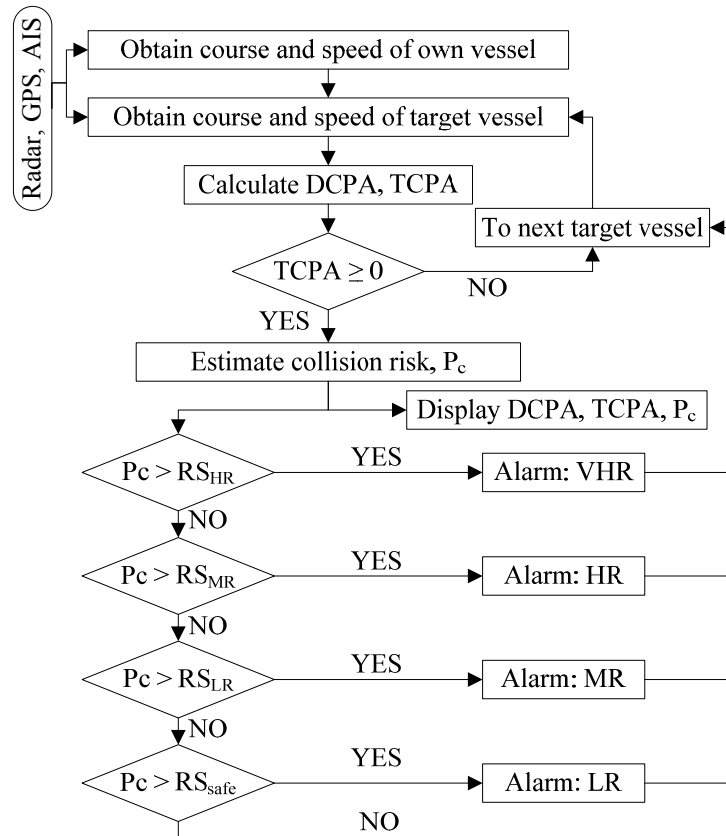 Radar, GPS, AIS
Obtain course and speed of own vessel
Obtain course and speed of target vessel
Calculate DCPA, TCPA
To next target vessel
TCPA ≥ 0
NO
YES
Estimate collision risk, Pc
Display DCPA, TCPA, Pc
Pc > RSHR
YES
Alarm: VHR
NO
Pc > RSMR
YES
Alarm: HR
NO
Pc > RSLR
YES
Alarm: MR
NO
Pc > RSsafe
YES
Alarm: LR
NO